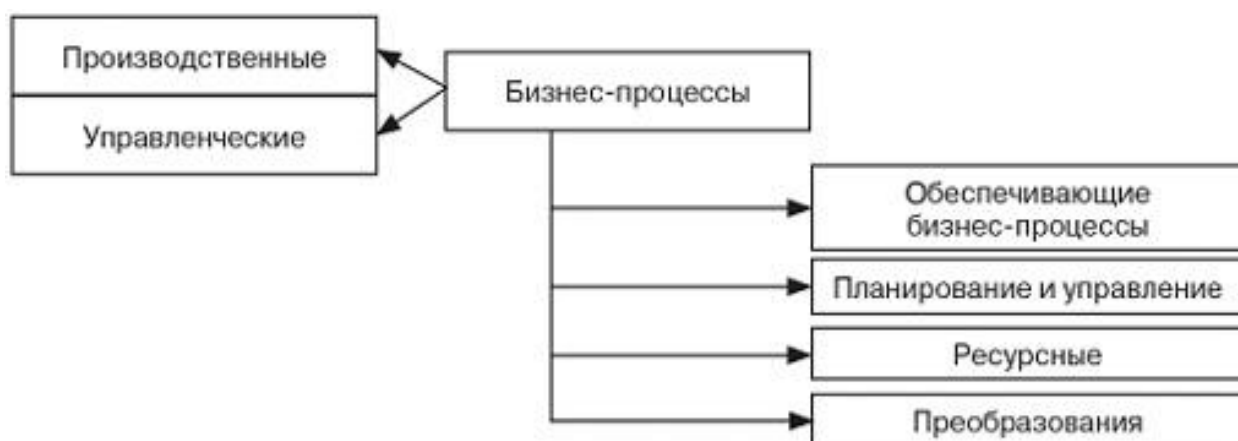 Производственные
Управленческие
Бизнес-процессы
Обеспечивающие
бизнес-процессы
Планирование и управление
Ресурсные
Преобразования